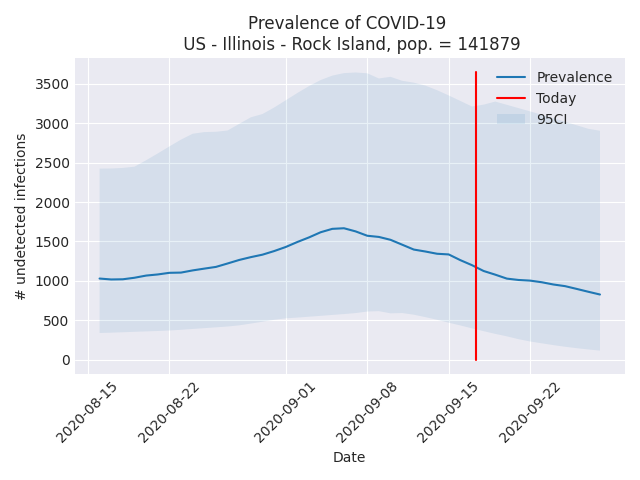 Prevalence of COVID-19
US - Illinois - Rock Island, pop. = 141879
Prevalence
Today
95CI
# undetected infections
3500
3000
2500
2000
1500
1000
500
0
2020-08-15
2020-08-22
2020-09-01
2020-09-08
2020-09-15
2020-09-22
Date